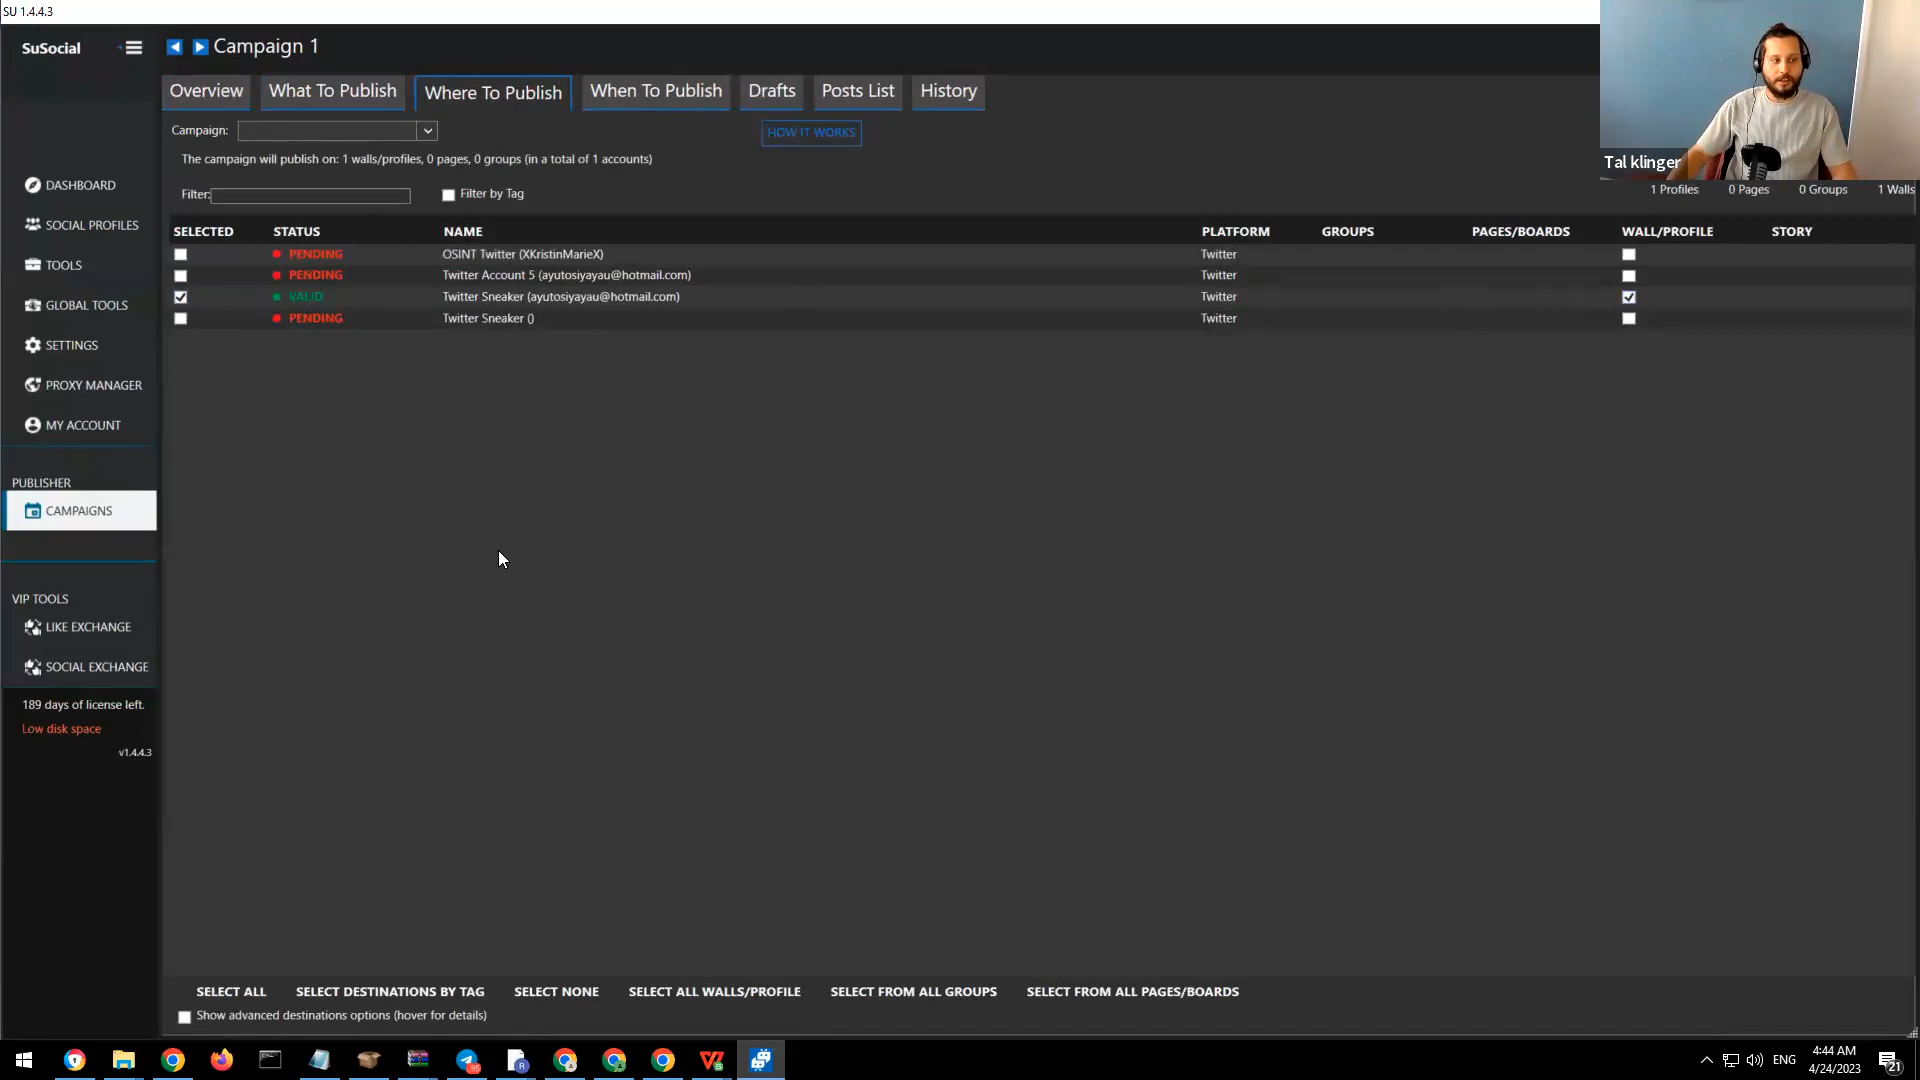 SU 1.4.4.3
SuSocial
Campaign 1
Overview
What To Publish
Where To Publish
When To Publish
Drafts
Posts List
History
Campaign:
HOW IT WORKS
The campaign will publish on: 1 walls/profiles, 0 pages, 0 groups (in a total of 1 accounts)
Tal klinger
Filter:
Filter by Tag
1 Profiles 0 Pages 0 Groups 1 Walls
SELECTED STATUS NAME PLATFORM GROUPS PAGES/BOARDS WALL/PROFILE STORY
PENDING OSINT Twitter (XKristinMarieX) Twitter
PENDING Twitter Account 5 (ayutosiyayau@hotmail.com) Twitter
VALID Twitter Sneaker (ayutosiyayau@hotmail.com) Twitter
PENDING Twitter Sneaker () Twitter
DASHBOARD
SOCIAL PROFILES
TOOLS
GLOBAL TOOLS
SETTINGS
PROXY MANAGER
MY ACCOUNT
PUBLISHER
CAMPAIGNS
VIP TOOLS
LIKE EXCHANGE
SOCIAL EXCHANGE
189 days of license left.
Low disk space
v1.4.4.3
SELECT ALL SELECT DESTINATIONS BY TAG SELECT NONE SELECT ALL WALLS/PROFILE SELECT FROM ALL GROUPS SELECT FROM ALL PAGES/BOARDS
Show advanced destinations options (hover for details)
ENG
4:44 AM
4/24/2023
21